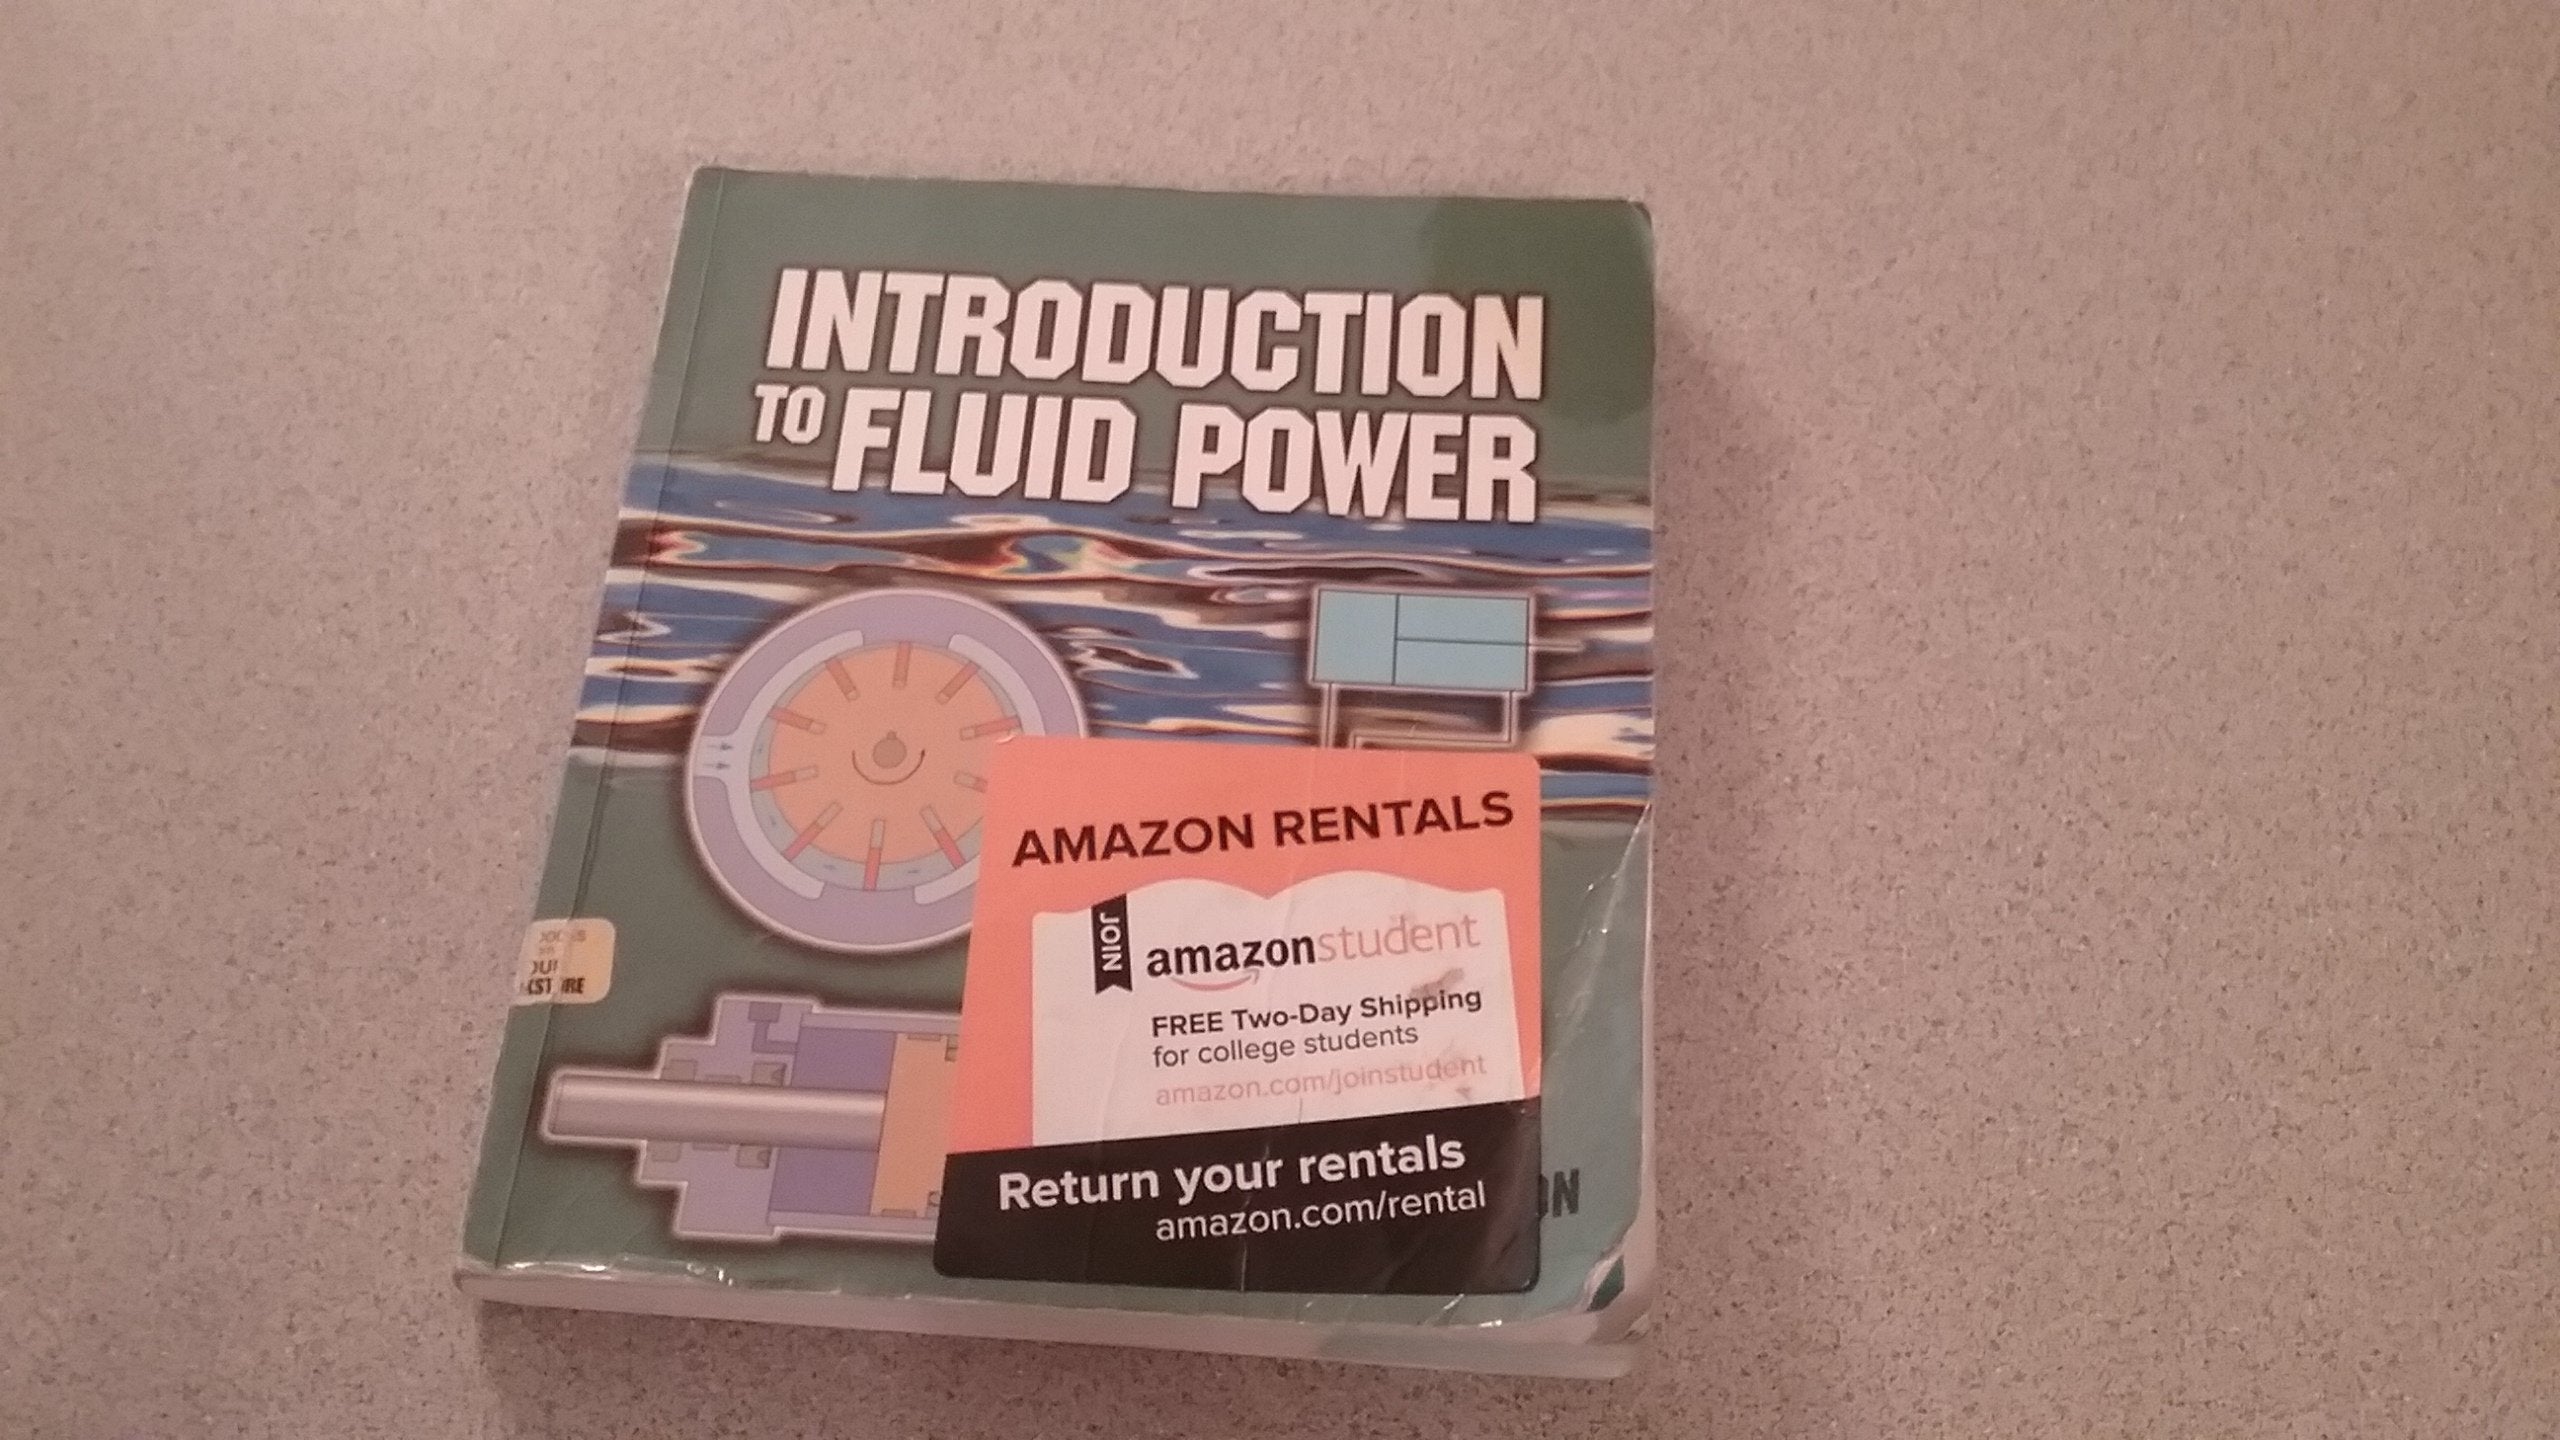 INTRODUCTION
TO FLUID POWER
AMAZON RENTALS
JOIN
amazonstudent
FREE Two-Day Shipping
for college students
amazon.com/joinstudent
Return your rentals
amazon.com/rental